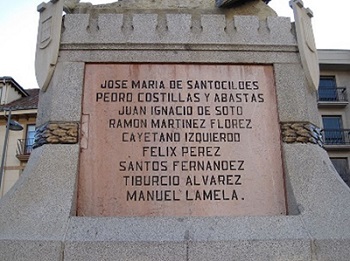 JOSE MARIA DE SANTOCILDES
PEDRO COSTILLAS Y ABASTAS
JUAN IGNACIO DE SOTO
RAMON MARTINEZ FLOREZ
CAYETANO IZQUIERDO
FELIX PEREZ
SANTOS FERNANDEZ
TIBURCIO ALVAREZ
MANUEL LAMELA.